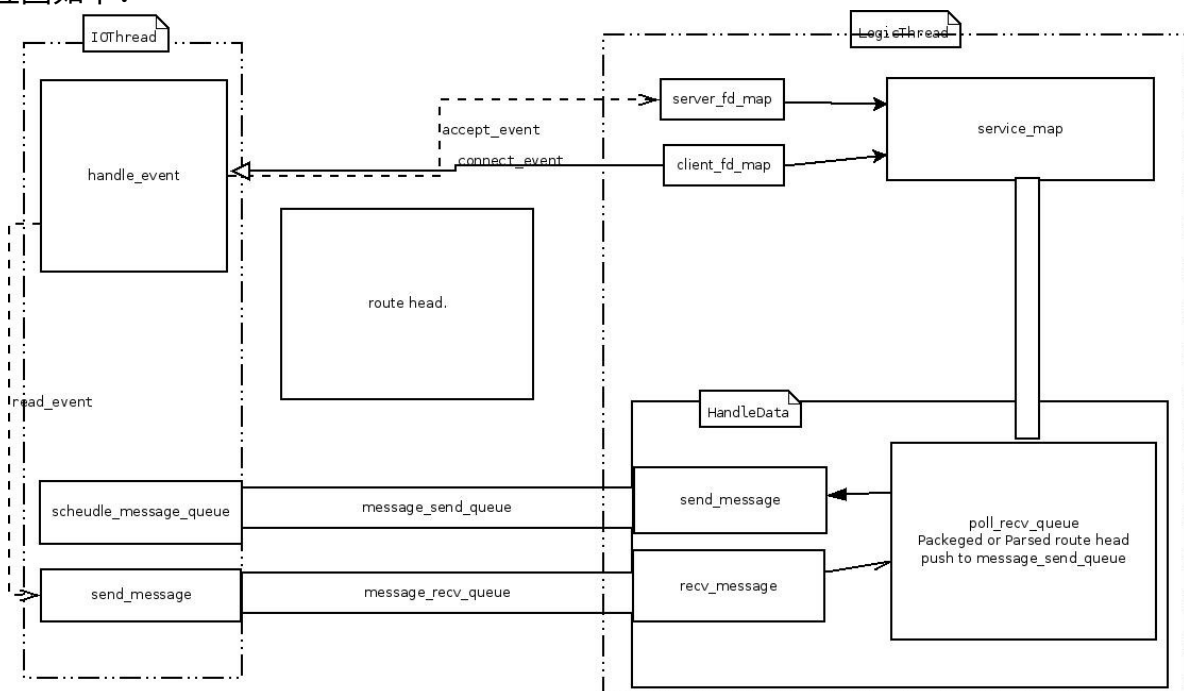 IOThread
LogicThread
handle_event
accept_event
connect_event
server_fd_map
client_fd_map
service_map
route head.
read_event
HandleData
scheudle_message_queue
message_send_queue
send_message
poll_recv_queue
Packeged or Parsed route head
push to message_send_queue
send_message
message_recv_queue
recv_message